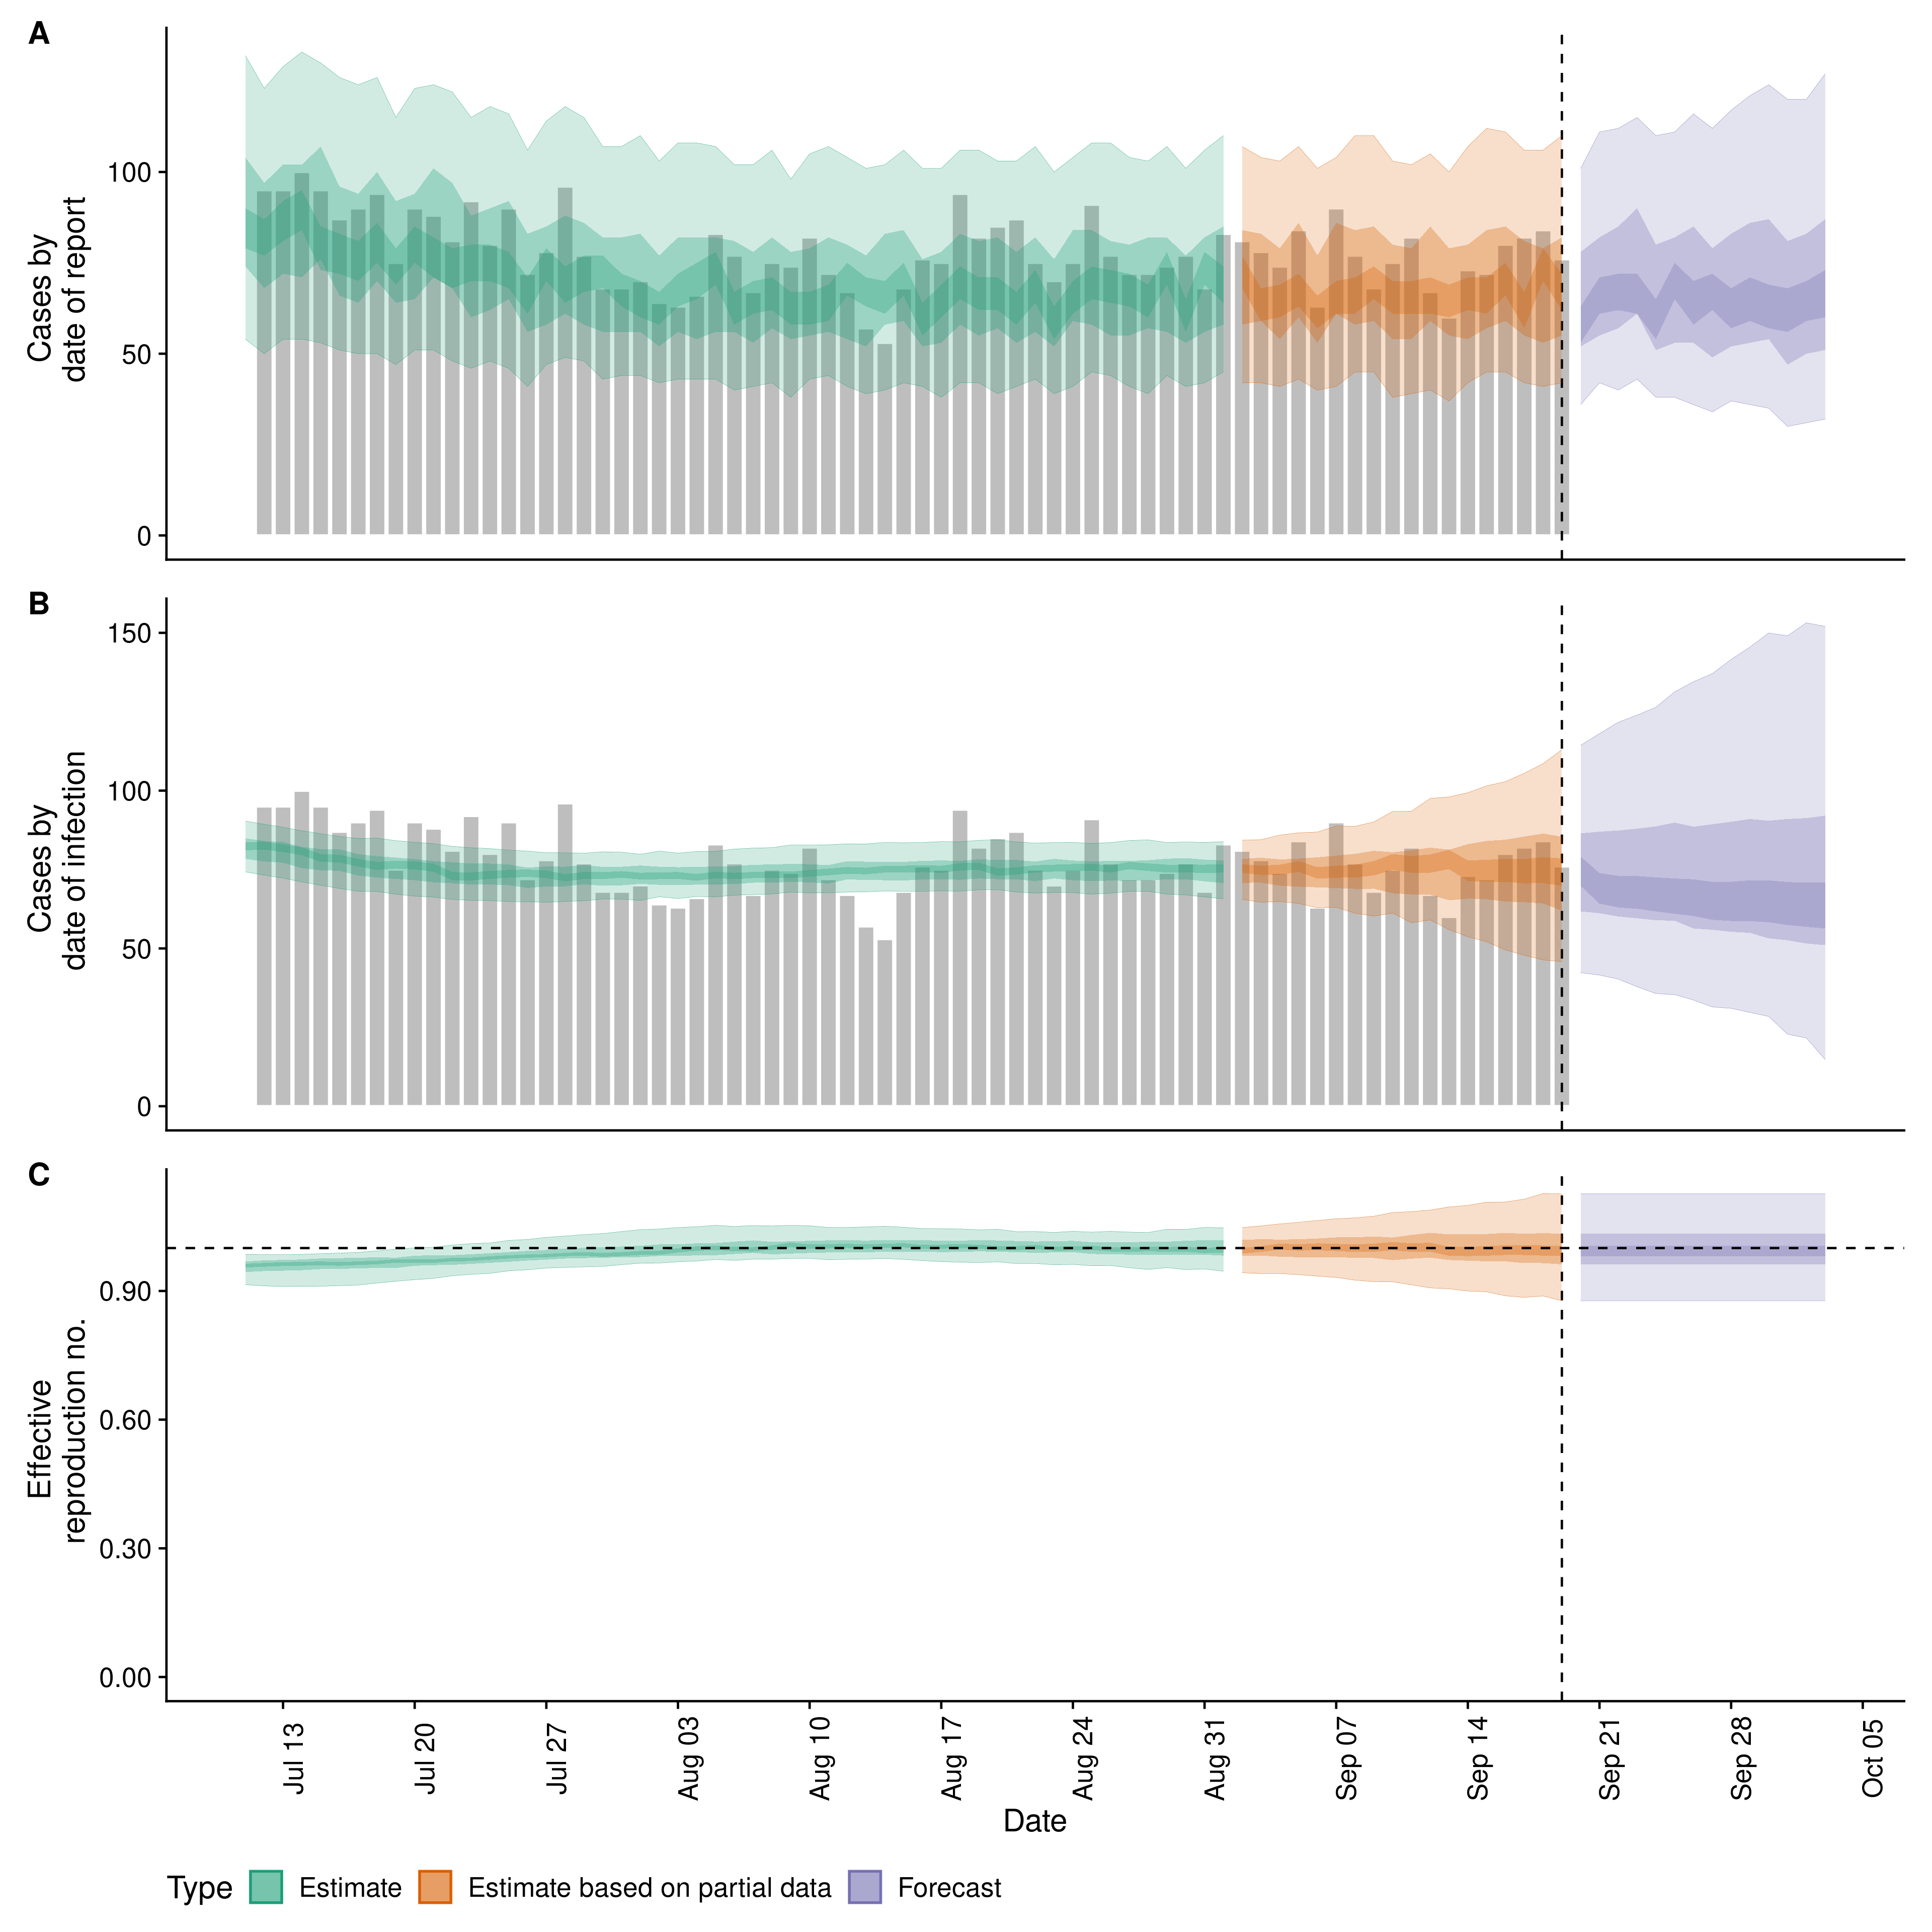 A
Cases by
date of report
100
50
0
B
Cases by
date of infection
150
100
50
0
C
Effective
reproduction no.
0.90
0.60
0.30
0.00
Jul 13
Jul 20
Jul 27
Aug 03
Aug 10
Aug 17
Aug 24
Aug 31
Sep 07
Sep 14
Sep 21
Sep 28
Oct 05
Date
Type Estimate Estimate based on partial data Forecast